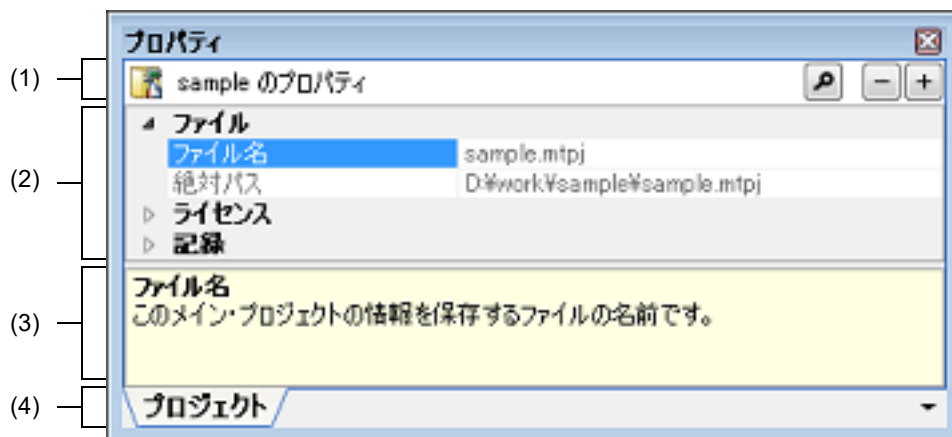 プロパティ
(1)
sample のプロパティ
(2)
ファイル
ファイル名 sample.mtpj
絶対パス D:¥work¥sample¥sample.mtpj
ライセンス
記録
(3)
ファイル名
このメイン・プロジェクトの情報を保存するファイルの名前です。
(4)
プロジェクト